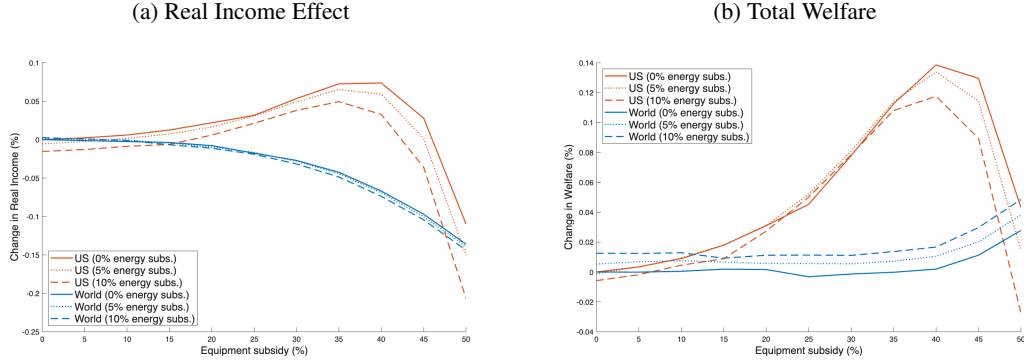 (a) Real Income Effect
0.1
0.05
0
-0.05
-0.1
-0.15
-0.2
-0.25
Change in Real Income (%)
US (0% energy subs.)
US (5% energy subs.)
US (10% energy subs.)
World (0% energy subs.)
World (5% energy subs.)
World (10% energy subs.)
0 5 10 15 20 25 30 35 40 45 50
Equipment subsidy (%)
(b) Total Welfare
0.14
0.12
0.1
0.08
0.06
0.04
0.02
0
-0.02
-0.04
Change in Welfare (%)
US (0% energy subs.)
US (5% energy subs.)
US (10% energy subs.)
World (0% energy subs.)
World (5% energy subs.)
World (10% energy subs.)
0 5 10 15 20 25 30 35 40 45 50
Equipment subsidy (%)